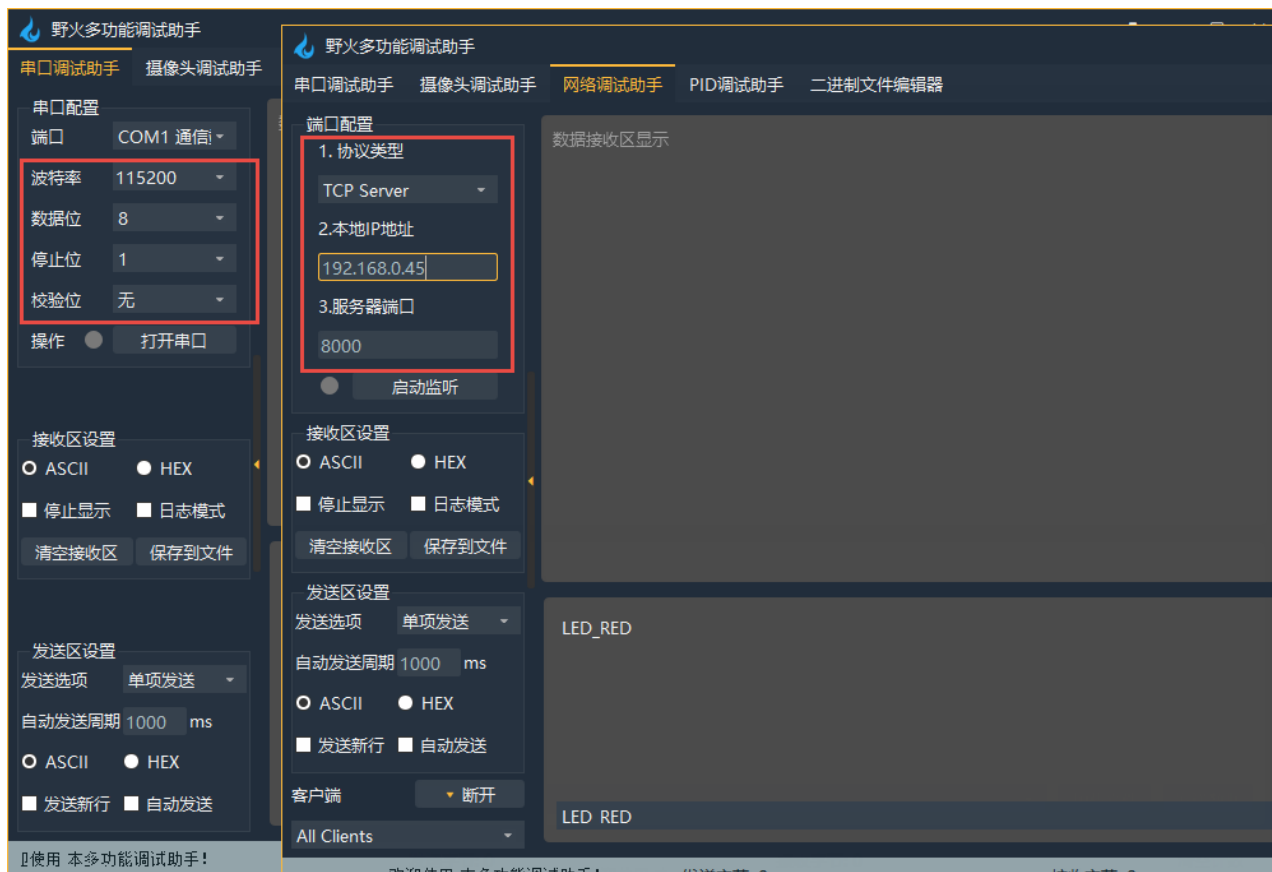 野火多功能调试助手
串口调试助手 摄像头调试助手
串口配置
端口 COM1 通信
波特率 115200
数据位 8
停止位 1
校验位 无
操作 打开串口
接收区设置
ASCII HEX
停止显示 日志模式
清空接收区 保存到文件
发送区设置
发送选项 单项发送
自动发送周期 1000 ms
ASCII HEX
发送新行 自动发送
使用 本多功能调试助手!
野火多功能调试助手
串口调试助手 摄像头调试助手 网络调试助手 PID调试助手 二进制文件编辑器
端口配置
1. 协议类型
TCP Server
2.本地IP地址
192.168.0.45
3.服务器端口
8000
启动监听
接收区设置
ASCII HEX
停止显示 日志模式
清空接收区 保存到文件
发送区设置
发送选项 单项发送
自动发送周期 1000 ms
ASCII HEX
发送新行 自动发送
客户端 断开
All Clients
数据接收区显示
LED_RED
LED RED